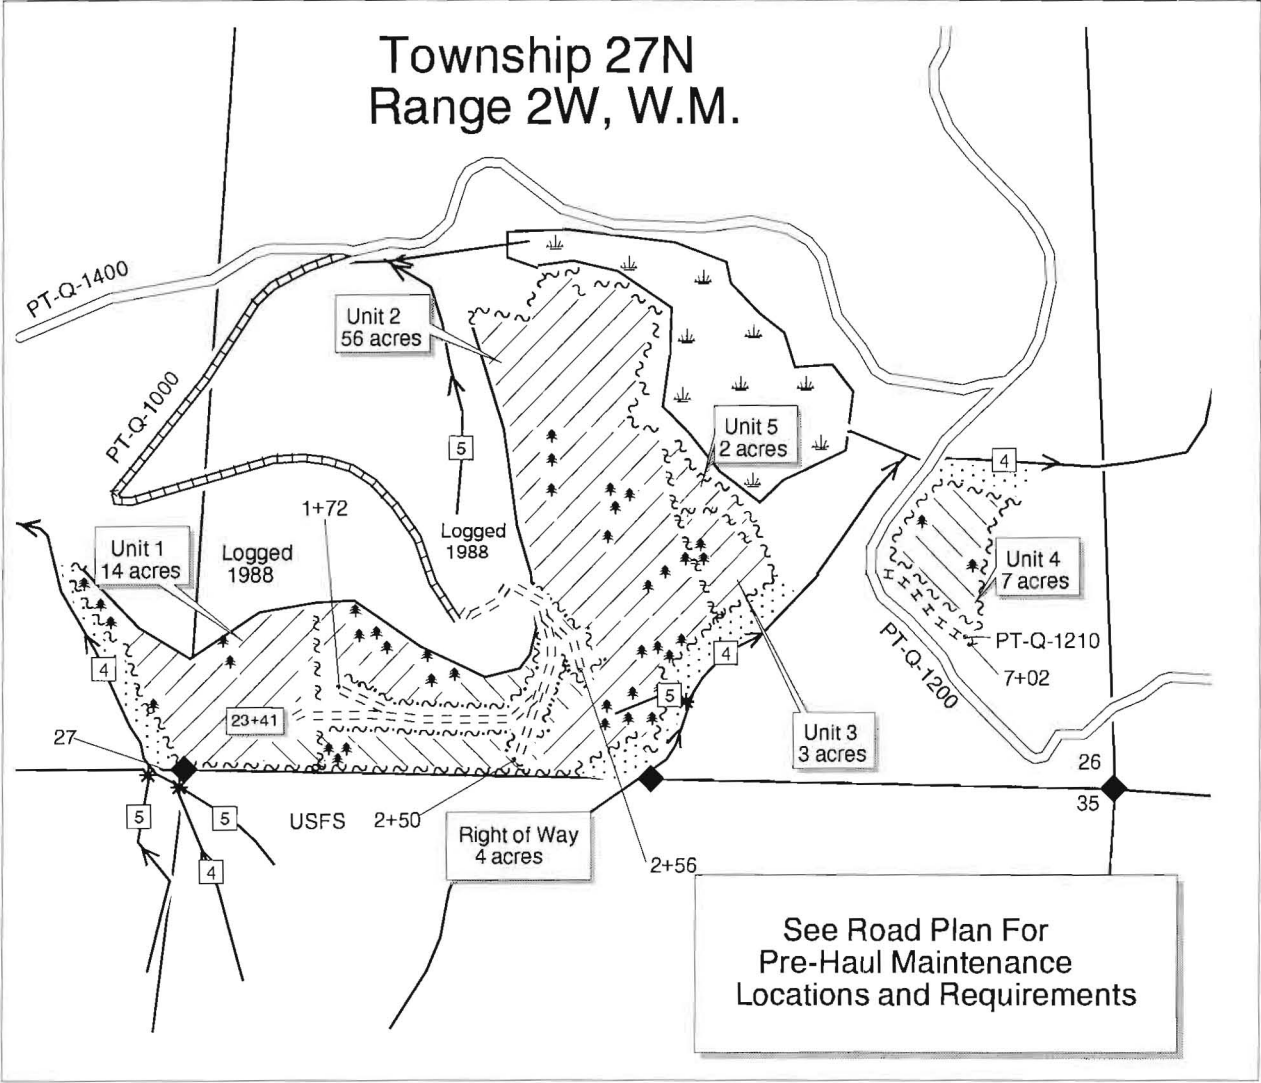 Township 27N
Range 2W, W.M.
PT-Q-1400
Unit 2
56 acres
PT-Q-1000
5
Unit 5
2 acres
4
1+72
Logged
1988
Unit 1
14 acres
Logged
1988
Unit 4
7 acres
4
4
PT-Q-1210
PT-Q-1200
7+02
5
23+41
27
Unit 3
3 acres
26
35
5
5
USFS
2+50
Right of Way
4 acres
2+56
4
See Road Plan For
Pre-Haul Maintenance
Locations and Requirements